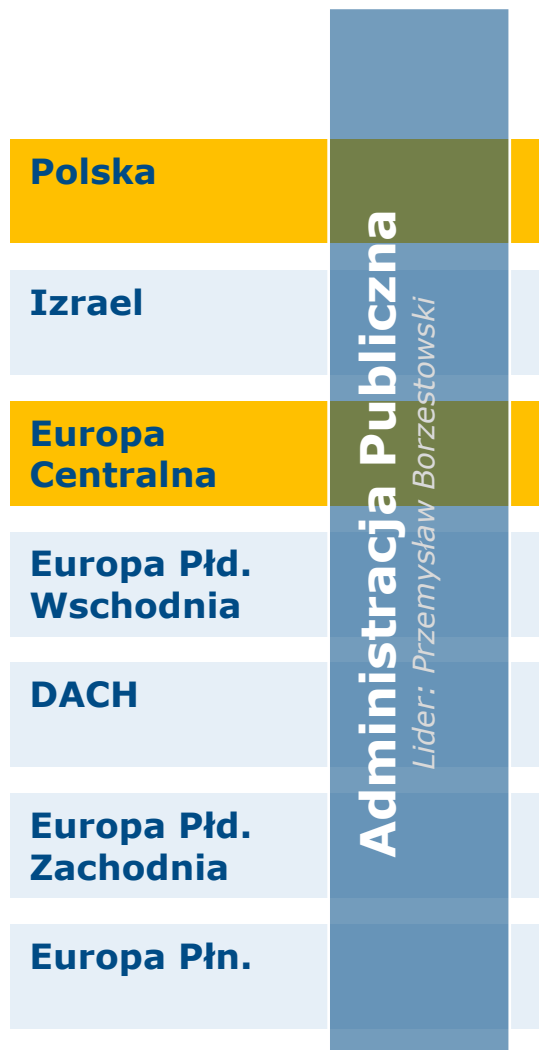 Polska
Izrael
Europa
Centralna
Europa Płd.
Wschodnia
DACH
Europa Płd.
Zachodnia
Europa Płn.
Administracja Publiczna
Lider: Przemysław Borzestowski